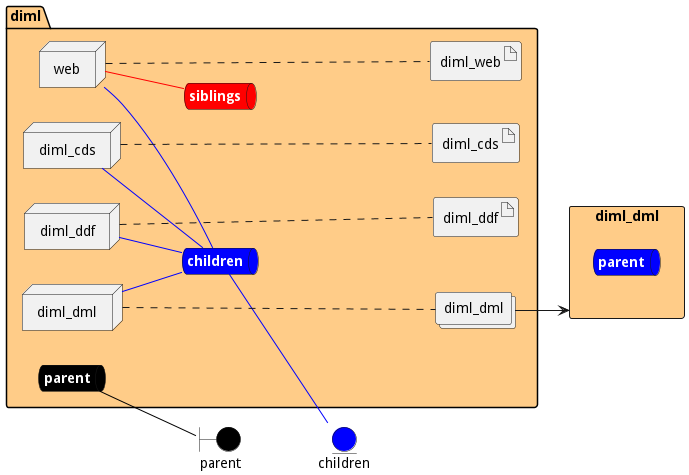 diml
web
diml_web
siblings
diml_cds
diml_cds
diml_ddf
diml_ddf
diml_dml
parent
children
diml_dml
diml_dml
parent
parent
children